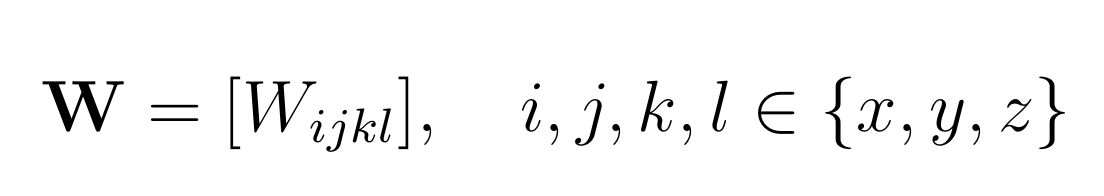 𝐖 = [W_{ijkl}], i, j, k, l ∈ {x, y, z}